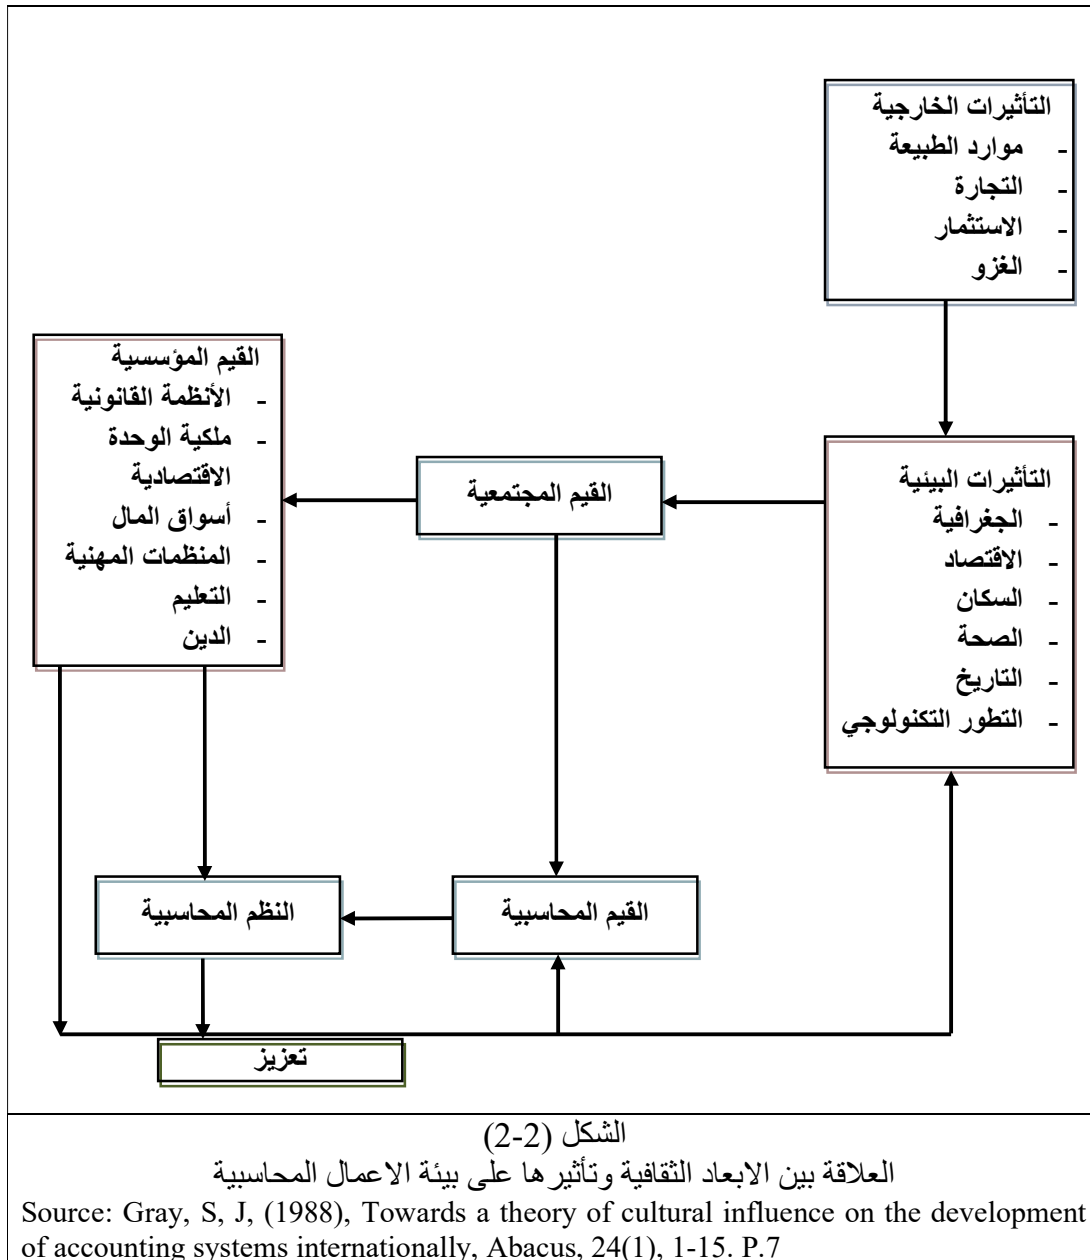 التأثيرات الخارجية
- موارد الطبيعة
- التجارة
- الاستثمار
- الغزو
التأثيرات البيئية
- الجغرافية
- الاقتصاد
- السكان
- الصحة
- التاريخ
- التطور التكنولوجي
القيم المجتمعية
القيم المؤسسية
- الأنظمة القانونية
- ملكية الوحدة
الاقتصادية
- أسواق المال
- المنظمات المهنية
- التعليم
- الدين
القيم المحاسبية
النظم المحاسبية
تعزيز
الشكل (2-2)
العلاقة بين الابعاد الثقافية وتأثيرها على بيئة الاعمال المحاسبية
Source: Gray, S, J, (1988), Towards a theory of cultural influence on the development
of accounting systems internationally, Abacus, 24(1), 1-15. P.7